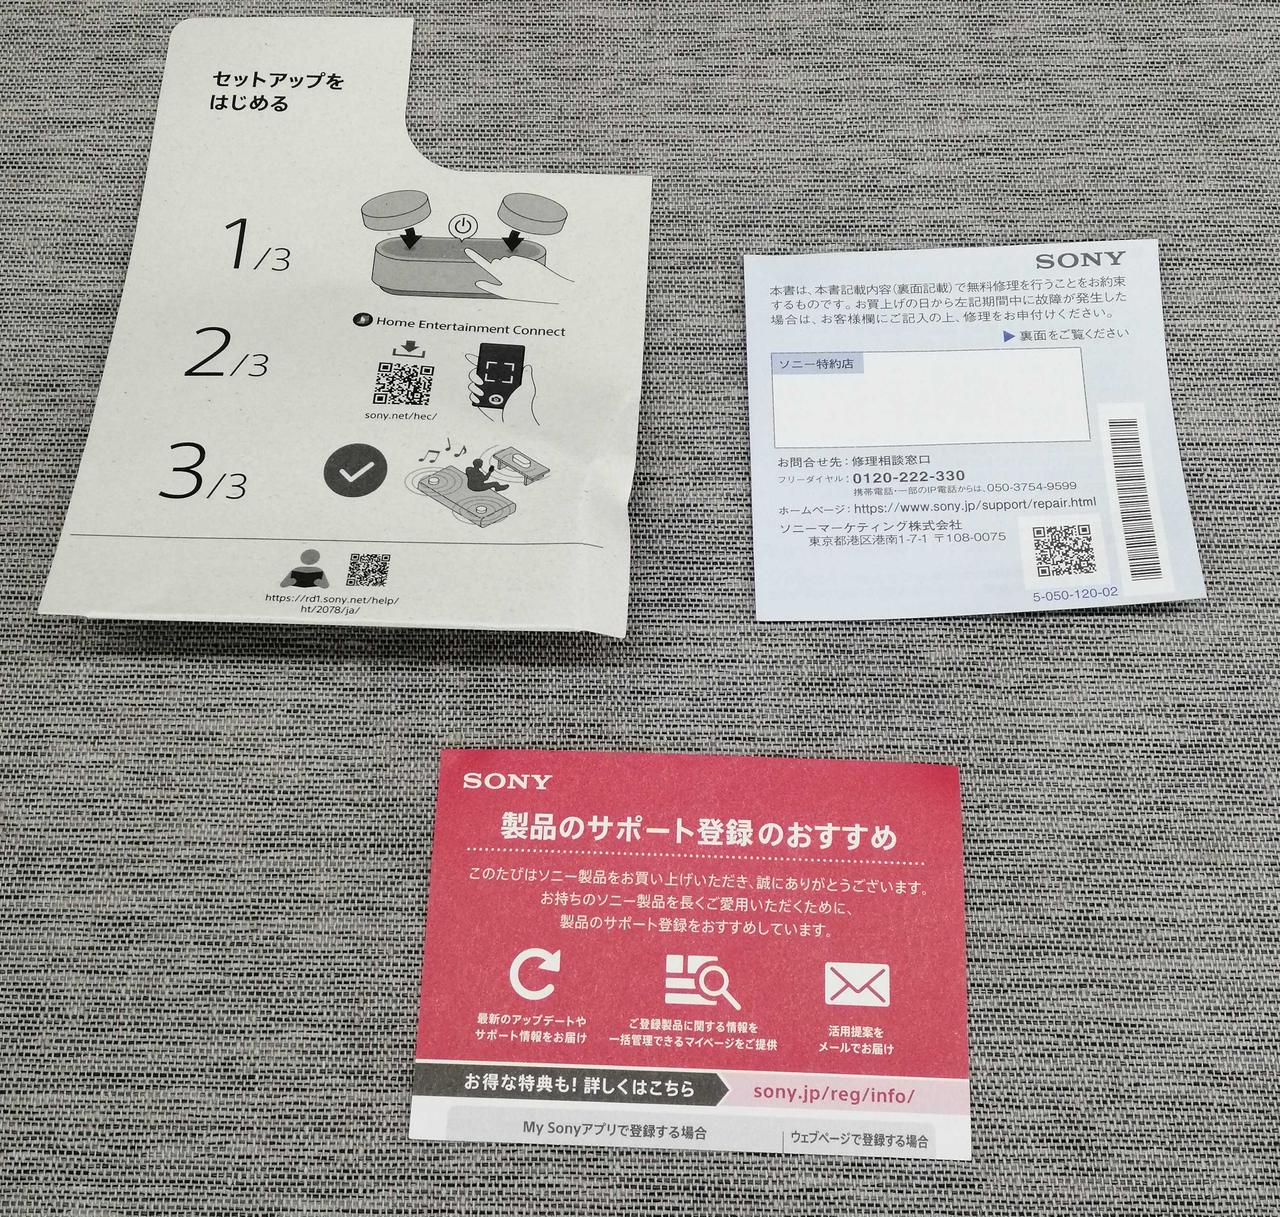 セットアップを
はじめる
1/3
2/3
Home Entertainment Connect
sony.net/hec/
3/3
https://rd1.sony.net/help/
ht/2078/ja/
SONY
本書は、本書記載内容(裏面記載)で無料修理を行うことをお約束
するものです。お買上げの日から左記期間中に故障が発生した
場合は、お客様欄にご記入の上、修理をお申付けください。
▶裏面をご覧ください
ソニー特約店
お問合せ先:修理相談窓口
フリーダイヤル:0120-222-330
携帯電話・一部のIP電話からは、050-3754-9599
ホームページ:https://www.sony.jp/support/repair.html
ソニーマーケティング株式会社
東京都港区港南1-7-1 〒108-0075
5-050-120-02
SONY
製品のサポート登録のおすすめ
このたびはソニー製品をお買い上げいただき、誠にありがとうございます。
お持ちのソニー製品を長くご愛用いただくために、
製品のサポート登録をおすすめしています。
最新のアップデートや
サポート情報をお届け
ご登録製品に関する情報を
一括管理できるマイページをご提供
活用提案を
メールでお届け
お得な特典も! 詳しくはこちら
sony.jp/reg/info/
My Sonyアプリで登録する場合
ウェブページで登録する場合